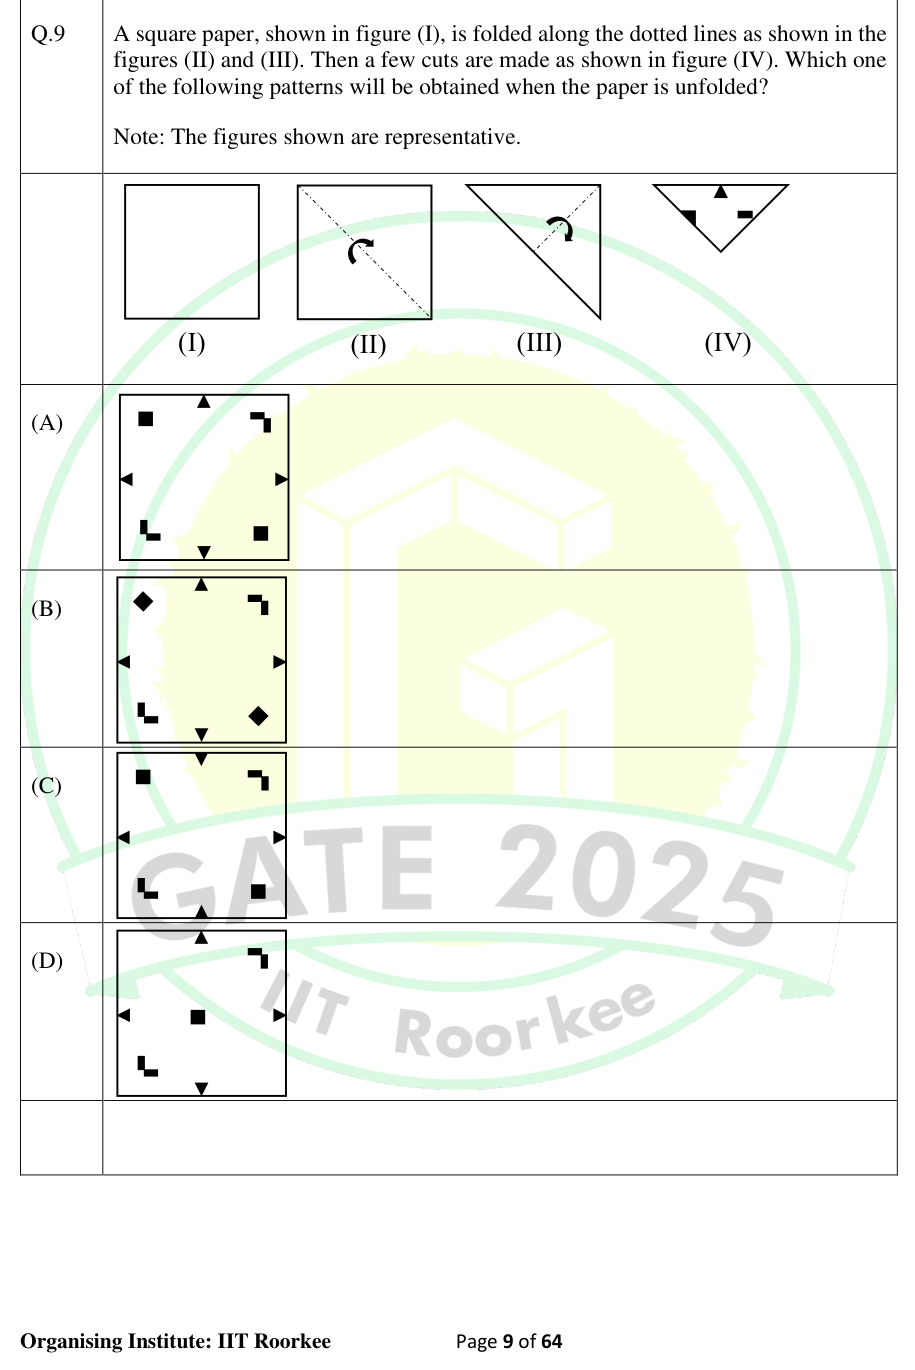 Q.9
A square paper, shown in figure (I), is folded along the dotted lines as shown in the
figures (II) and (III). Then a few cuts are made as shown in figure (IV). Which one
of the following patterns will be obtained when the paper is unfolded?
Note: The figures shown are representative.
(I) (II) (III) (IV)
(A)
(B)
(C)
(D)
GATE 2025
IIT Roorkee
Organising Institute: IIT Roorkee Page 9 of 64